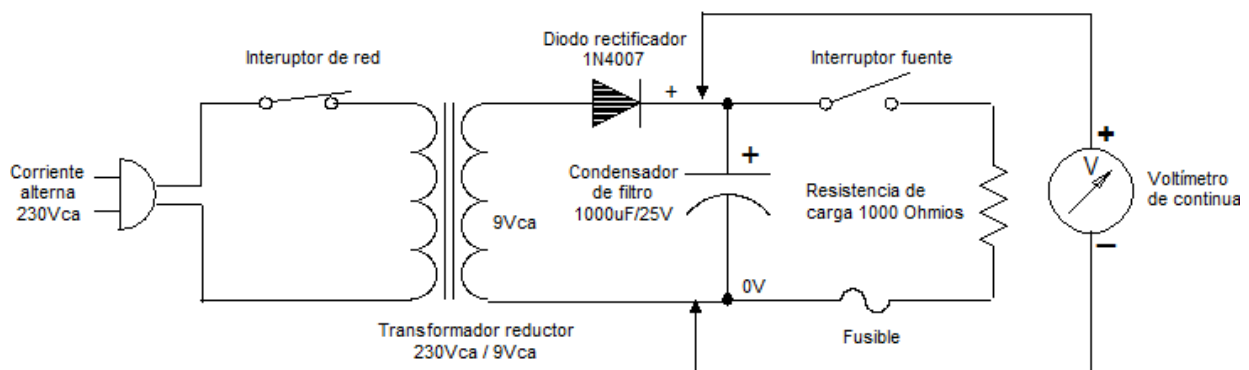 Diodo rectificador
1N4007
Interuptor de red
Interruptor fuente
+
+
Corriente
alterna
230Vca
+
Condensador
de filtro
1000uF/25V
Resistencia de
carga 1000 Ohmios
V
Voltímetro
de continua
9Vca
−
0V
Transformador reductor
230Vca / 9Vca
Fusible